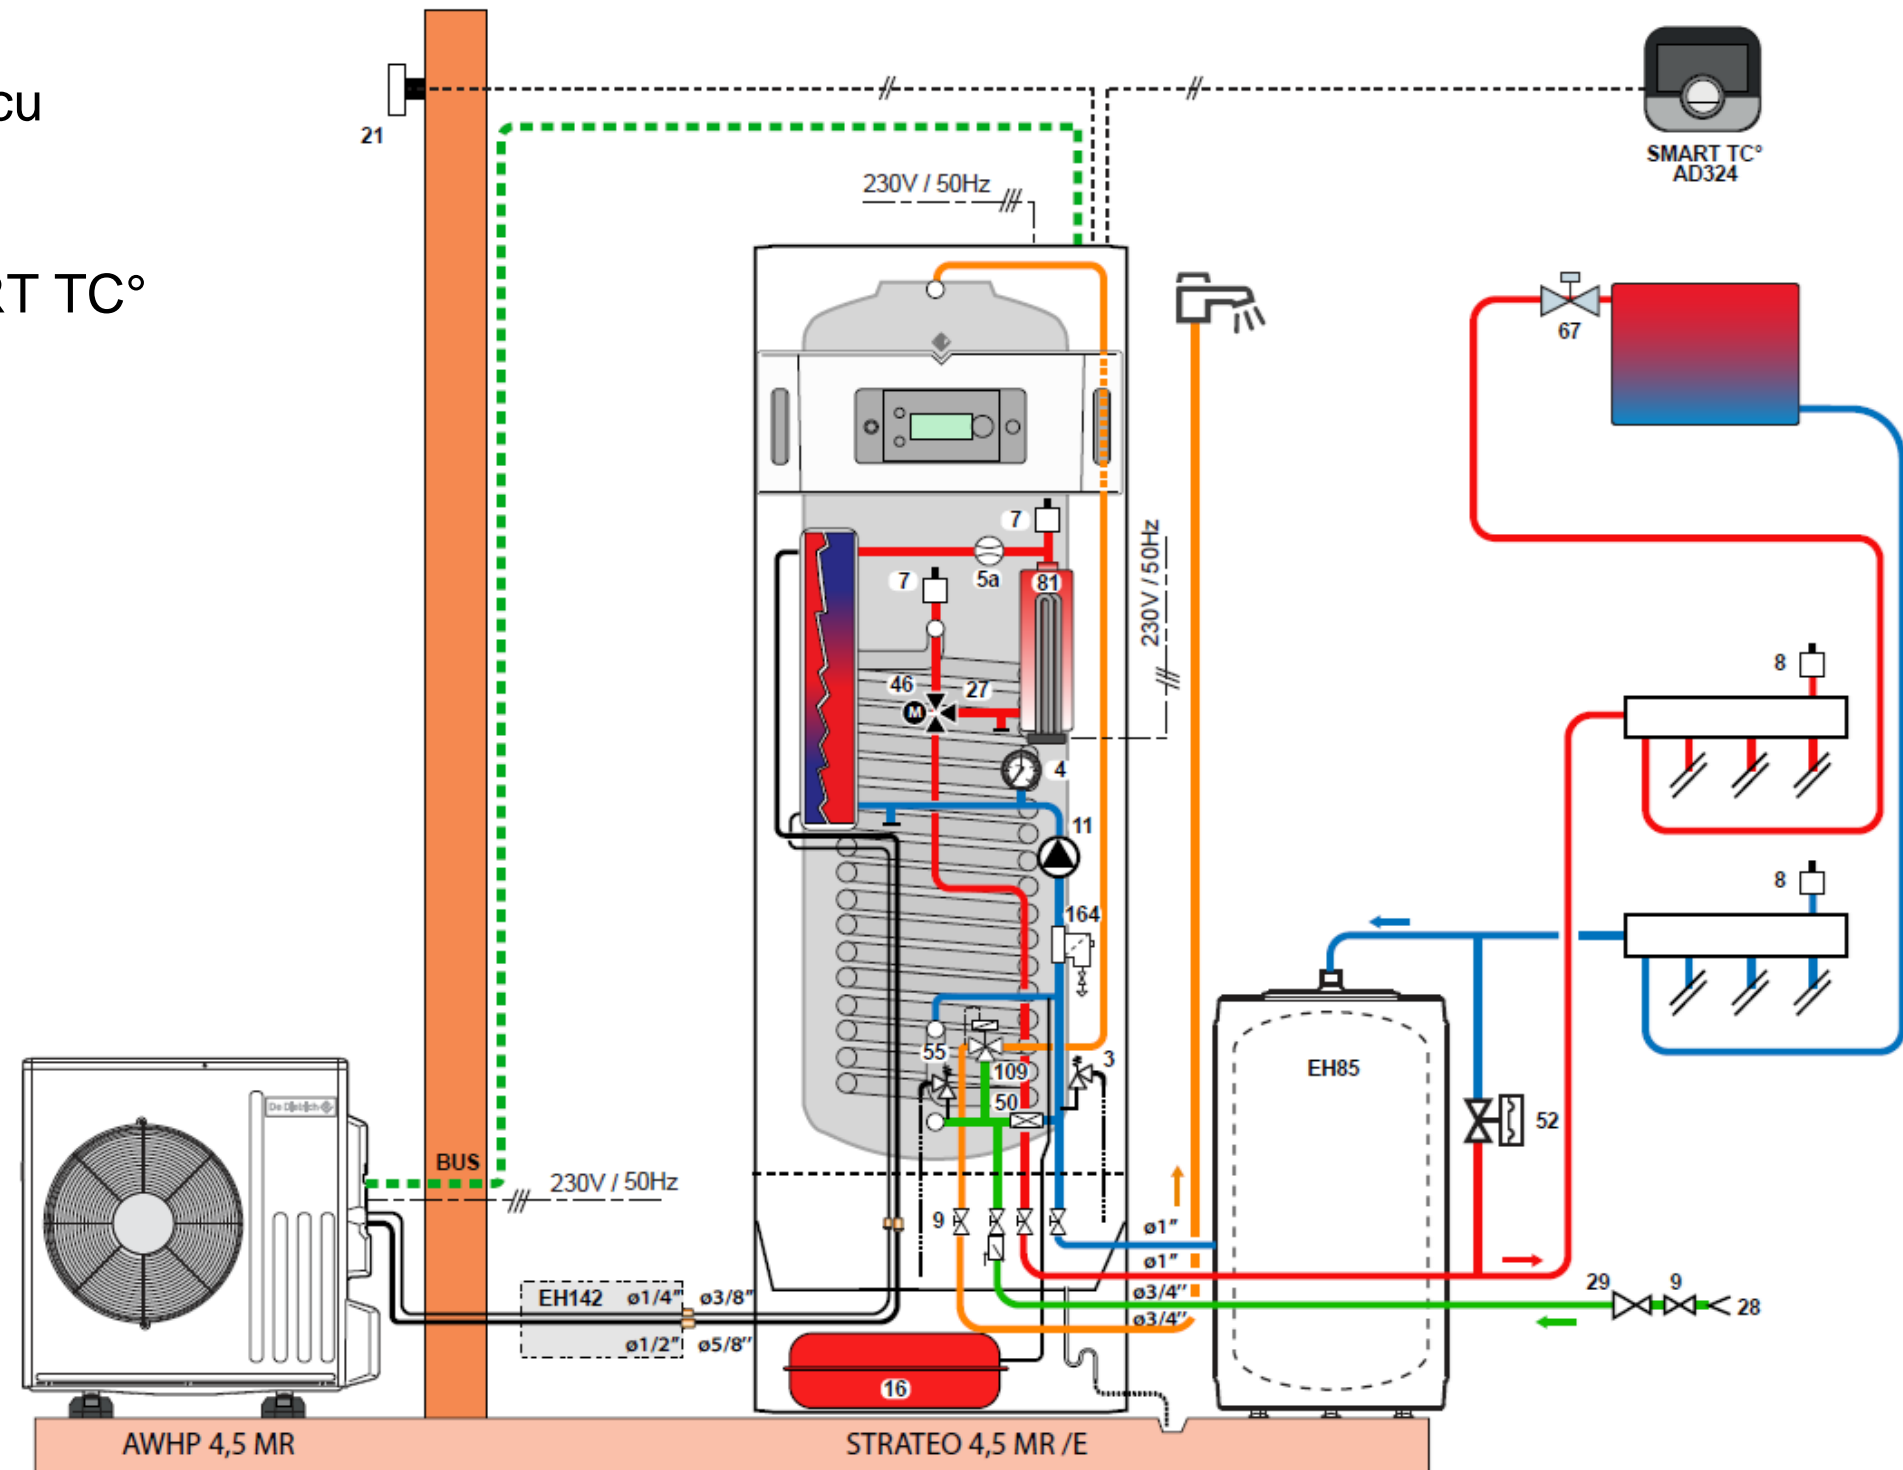 cu
RT TC°
21
SMART TC°
AD324
230V / 50Hz
67
7
5a
81
7
230V / 50Hz
46
27
M
4
8
11
8
164
55
109
3
50
EH85
52
De Dietrich
BUS
230V / 50Hz
9
ø1"
ø1"
ø3/4"
ø3/4"
29
9
28
EH142
ø1/4"
ø3/8"
ø1/2"
ø5/8"
16
AWHP 4,5 MR
STRATEO 4,5 MR /E